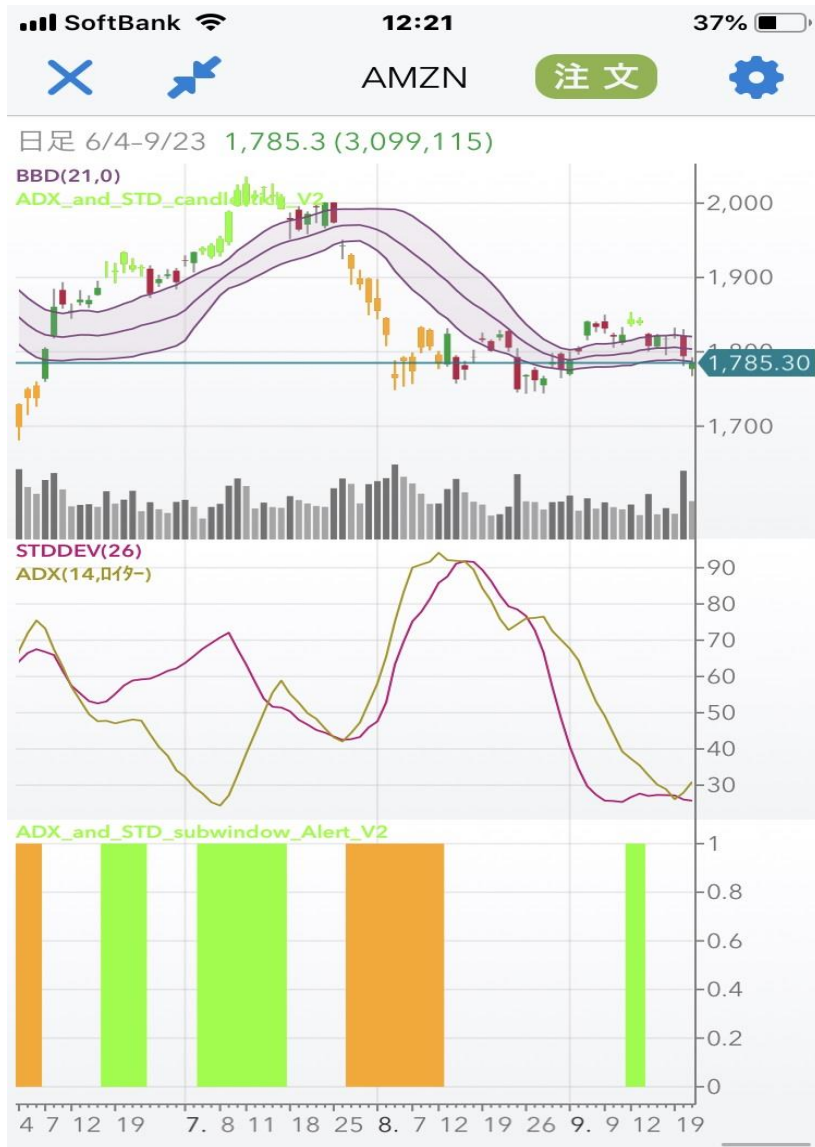 SoftBank 12:21 37%
AMZN 注文
日足 6/4-9/23 1,785.3 (3,099,115)
BBD(21,0)
ADX_and_STD_candlestick_V2
2,000
1,900
1,800
1,785.30
1,700
STDDEV(26)
ADX(14,ﾛｲﾀｰ)
90
80
70
60
50
40
30
ADX_and_STD_subwindow_Alert_V2
1
0.8
0.6
0.4
0.2
0
4 7 12 19 7. 8 11 18 25 8. 7 12 19 26 9. 9 12 19